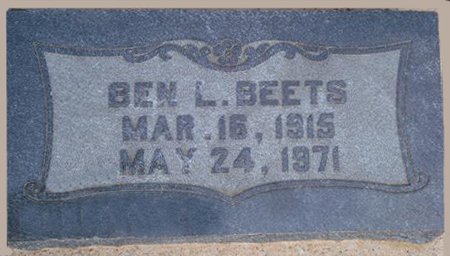 BEN L. BEETS
MAR. 16, 1915
MAY 24, 1971